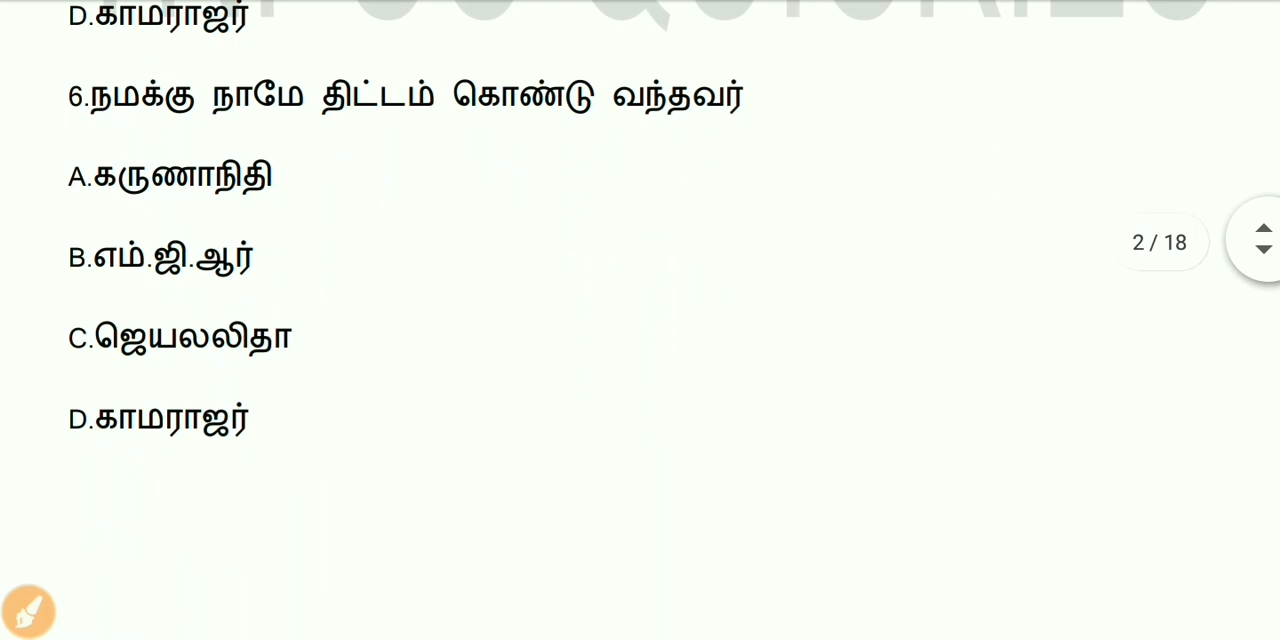 D.காமராஜர்
6.நமக்கு நாமே திட்டம் கொண்டு வந்தவர்
A.கருணாநிதி
B.எம்.ஜி.ஆர்
2 / 18
C.ஜெயலலிதா
D.காமராஜர்